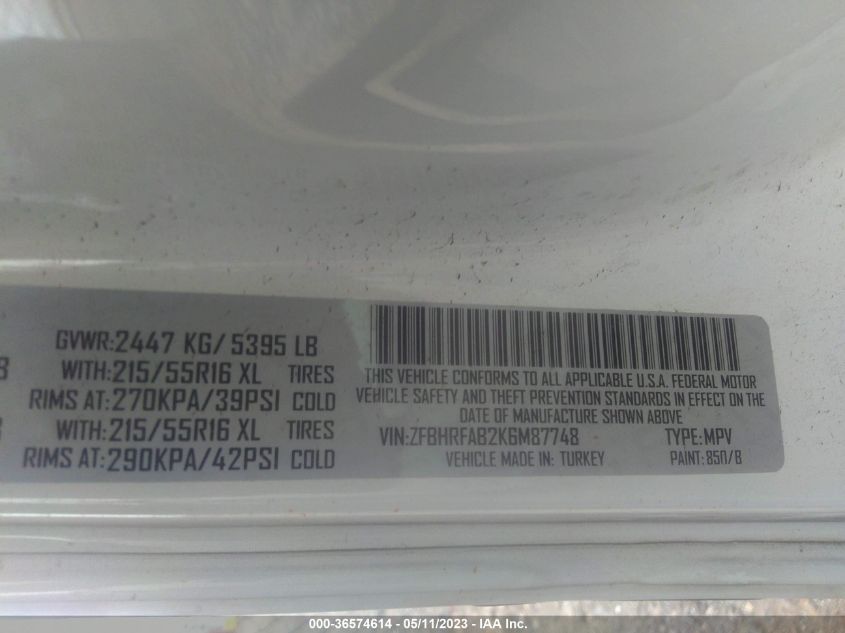 GVWR:2447 KG/ 5395 LB
WITH:215/55R16 XL TIRES
RIMS AT:270KPA/39PSI COLD
WITH:215/55R16 XL TIRES
RIMS AT:290KPA/42PSI COLD
THIS VEHICLE CONFORMS TO ALL APPLICABLE U.S.A. FEDERAL MOTOR
VEHICLE SAFETY AND THEFT PREVENTION STANDARDS IN EFFECT ON THE
DATE OF MANUFACTURE SHOWN ABOVE
VIN:ZFBHRFAB2K6M87748 TYPE:MPV
VEHICLE MADE IN: TURKEY PAINT:850/B
000-36574614 - 05/11/2023 - IAA Inc.